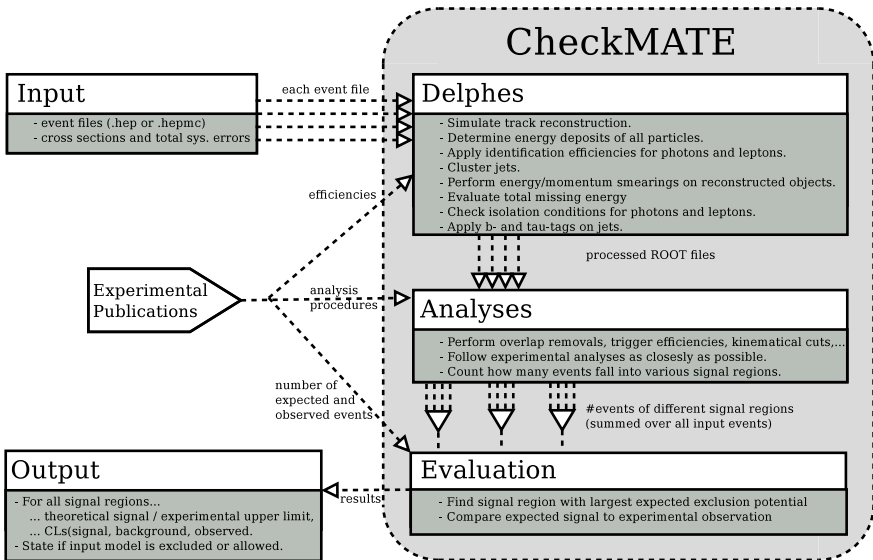 CheckMATE
Input
- event files (.hep or .hepmc)
- cross sections and total sys. errors
each event file
Delphes
- Simulate track reconstruction.
- Determine energy deposits of all particles.
- Apply identification efficiencies for photons and leptons.
- Cluster jets.
- Perform energy/momentum smearings on reconstructed objects.
- Evaluate total missing energy
- Check isolation conditions for photons and leptons.
- Apply b- and tau-tags on jets.
efficiencies
processed ROOT files
Experimental
Publications
analysis
procedures
Analyses
- Perform overlap removals, trigger efficiencies, kinematical cuts,...
- Follow experimental analyses as closesly as possible.
- Count how many events fall into various signal regions.
number of
expected and
observed events
#events of different signal regions
(summed over all input events)
Output
- For all signal regions...
... theoretical signal / experimental upper limit,
... CLs(signal, background, observed.
- State if input model is excluded or allowed.
results
Evaluation
- Find signal region with largest expected exclusion potential
- Compare expected signal to experimental observation